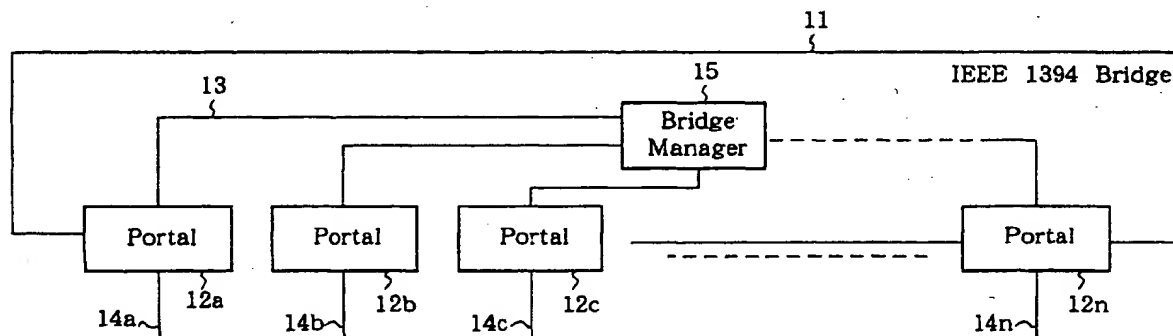 11
IEEE 1394 Bridge
13
15
Bridge
Manager
Portal
Portal
Portal
Portal
12a
12b
12c
12n
14a
14b
14c
14n